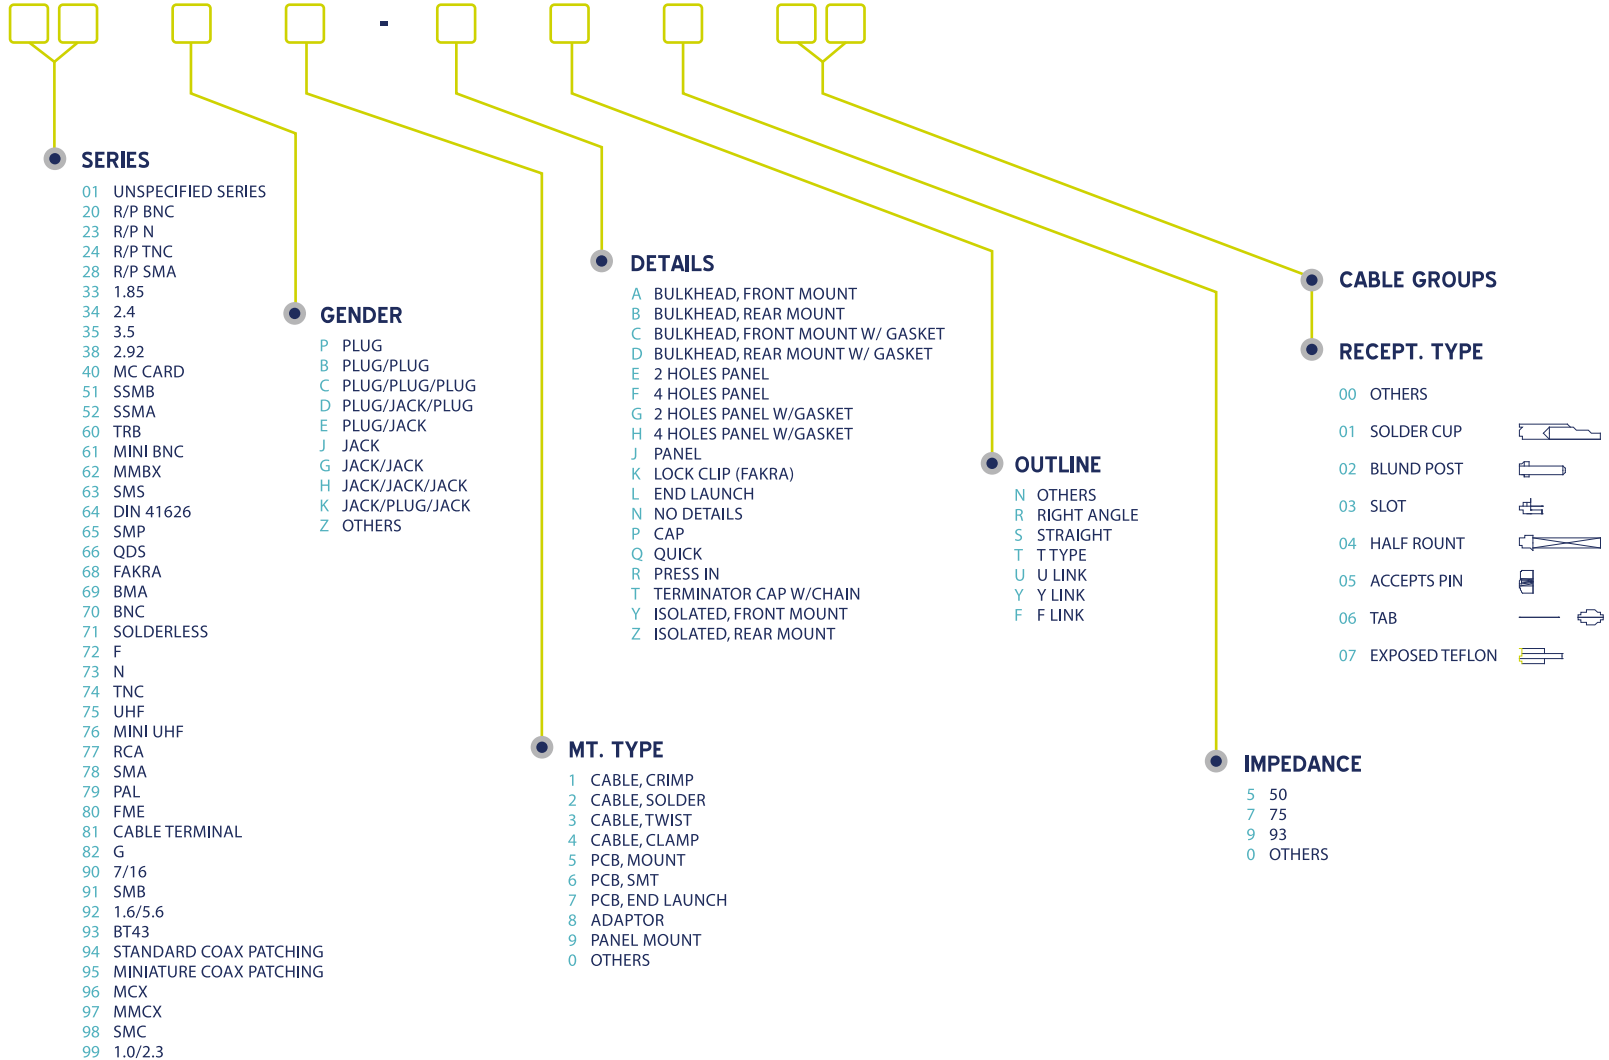 -
SERIES
01 UNSPECIFIED SERIES
20 R/P BNC
23 R/P N
24 R/P TNC
28 R/P SMA
33 1.85
34 2.4
35 3.5
38 2.92
40 MC CARD
51 SSMB
52 SSMA
60 TRB
61 MINI BNC
62 MMBX
63 SMS
64 DIN 41626
65 SMP
66 QDS
68 FAKRA
69 BMA
70 BNC
71 SOLDERLESS
72 F
73 N
74 TNC
75 UHF
76 MINI UHF
77 RCA
78 SMA
79 PAL
80 FME
81 CABLE TERMINAL
82 G
90 7/16
91 SMB
92 1.6/5.6
93 BT43
94 STANDARD COAX PATCHING
95 MINIATURE COAX PATCHING
96 MCX
97 MMCX
98 SMC
99 1.0/2.3
GENDER
P PLUG
B PLUG/PLUG
C PLUG/PLUG/PLUG
D PLUG/JACK/PLUG
E PLUG/JACK
J JACK
G JACK/JACK
H JACK/JACK/JACK
K JACK/PLUG/JACK
Z OTHERS
MT. TYPE
1 CABLE, CRIMP
2 CABLE, SOLDER
3 CABLE, TWIST
4 CABLE, CLAMP
5 PCB, MOUNT
6 PCB, SMT
7 PCB, END LAUNCH
8 ADAPTOR
9 PANEL MOUNT
0 OTHERS
DETAILS
A BULKHEAD, FRONT MOUNT
B BULKHEAD, REAR MOUNT
C BULKHEAD, FRONT MOUNT W/ GASKET
D BULKHEAD, REAR MOUNT W/ GASKET
E 2 HOLES PANEL
F 4 HOLES PANEL
G 2 HOLES PANEL W/GASKET
H 4 HOLES PANEL W/GASKET
J PANEL
K LOCK CLIP (FAKRA)
L END LAUNCH
N NO DETAILS
P CAP
Q QUICK
R PRESS IN
T TERMINATOR CAP W/CHAIN
Y ISOLATED, FRONT MOUNT
Z ISOLATED, REAR MOUNT
OUTLINE
N OTHERS
R RIGHT ANGLE
S STRAIGHT
T T TYPE
U U LINK
Y Y LINK
F F LINK
IMPEDANCE
5 50
7 75
9 93
0 OTHERS
CABLE GROUPS
RECEPT. TYPE
00 OTHERS
01 SOLDER CUP
02 BLUND POST
03 SLOT
04 HALF ROUNT
05 ACCEPTS PIN
06 TAB
07 EXPOSED TEFLON